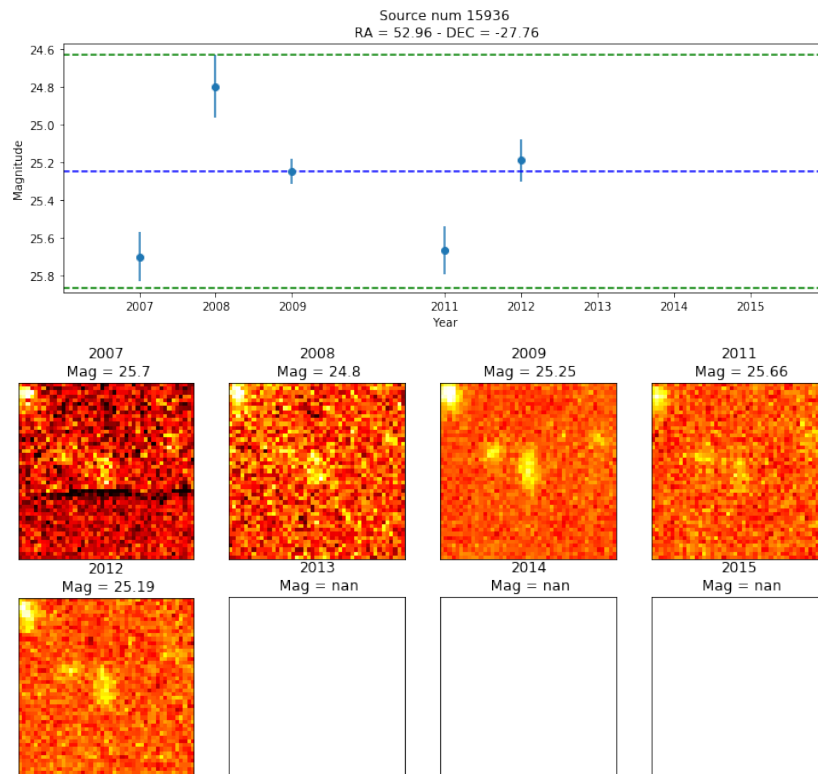 Source num 15936
RA = 52.96 - DEC = -27.76
24.6
24.8
25.0
25.2
25.4
25.6
25.8
Magnitude
2007
2008
2009
2011
2012
2013
2014
2015
Year
2007
Mag = 25.7
2008
Mag = 24.8
2009
Mag = 25.25
2011
Mag = 25.66
2012
Mag = 25.19
2013
Mag = nan
2014
Mag = nan
2015
Mag = nan